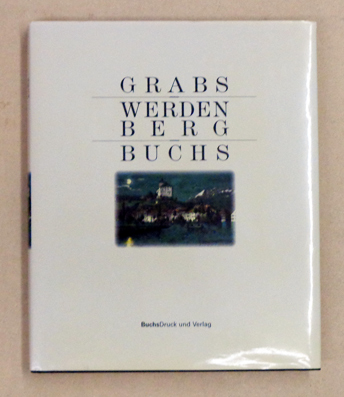 GRABS
WERDEN
BERG
BUCHS
BuchsDruck und Verlag